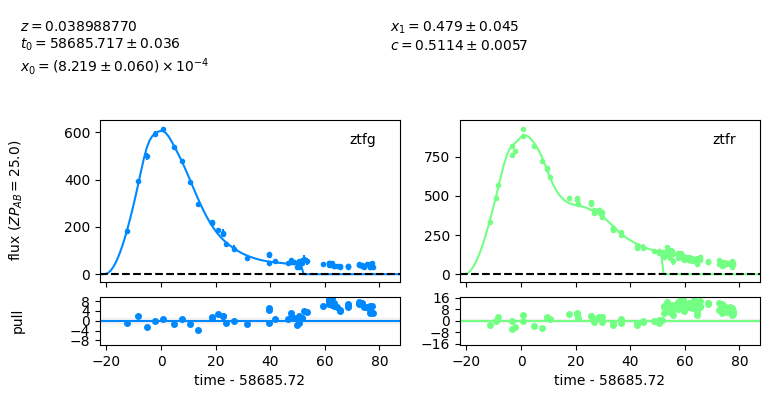 z = 0.038988770
t₀ = 58685.717 ± 0.036
x₀ = (8.219 ± 0.060) × 10⁻⁴
x₁ = 0.479 ± 0.045
c = 0.5114 ± 0.0057
flux (ZP_AB = 25.0)
600
400
200
0
ztfg
750
500
250
0
ztfr
pull
8
4
0
−4
−8
−20 0 20 40 60 80
time - 58685.72
16
8
0
−8
−16
−20 0 20 40 60 80
time - 58685.72